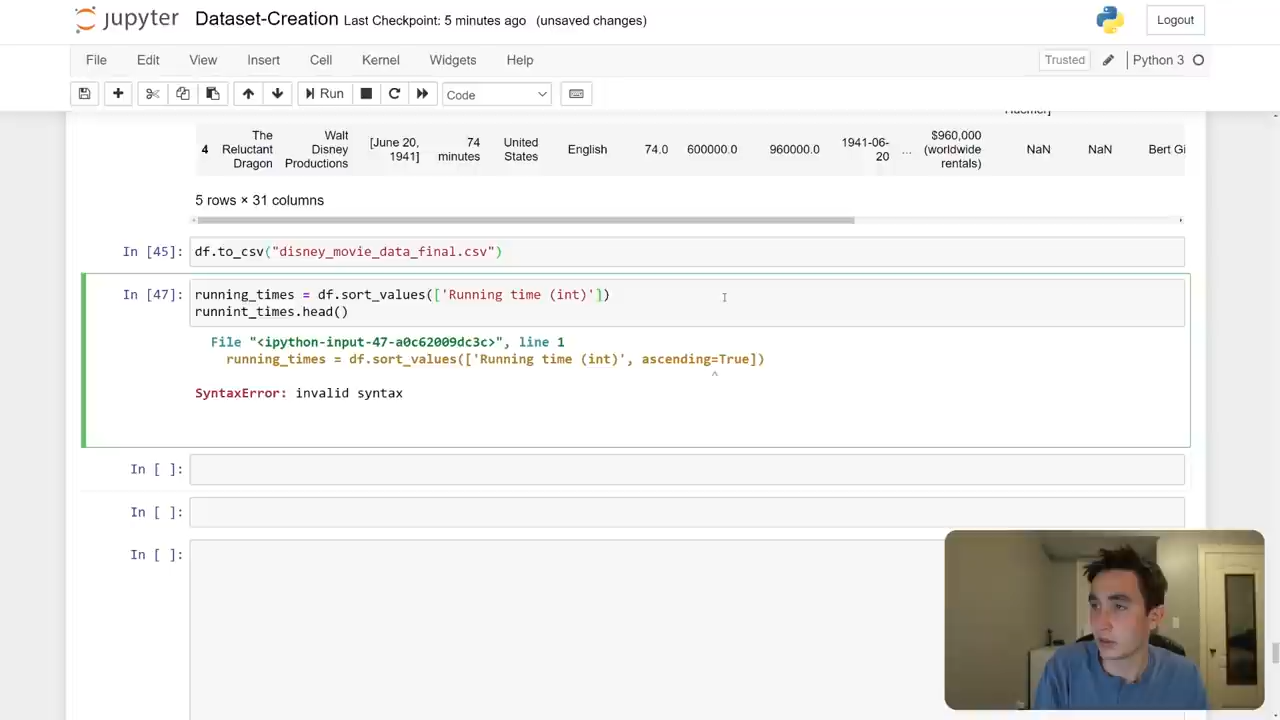 jupyter Dataset-Creation Last Checkpoint: 5 minutes ago (unsaved changes) Logout
File Edit View Insert Cell Kernel Widgets Help Trusted Python 3
Run Code
4 The Reluctant Dragon Walt Disney Productions [June 20, 1941] 74 minutes United States English 74.0 600000.0 960000.0 1941-06-20 ... $960,000 (worldwide rentals) NaN NaN Bert Gi
5 rows × 31 columns
In [45]: df.to_csv("disney_movie_data_final.csv")
In [47]: running_times = df.sort_values(['Running time (int)'])
runnint_times.head()
File "<ipython-input-47-a0c62009dc3c>", line 1
running_times = df.sort_values(['Running time (int)', ascending=True])
^
SyntaxError: invalid syntax
In [ ]:
In [ ]:
In [ ]: